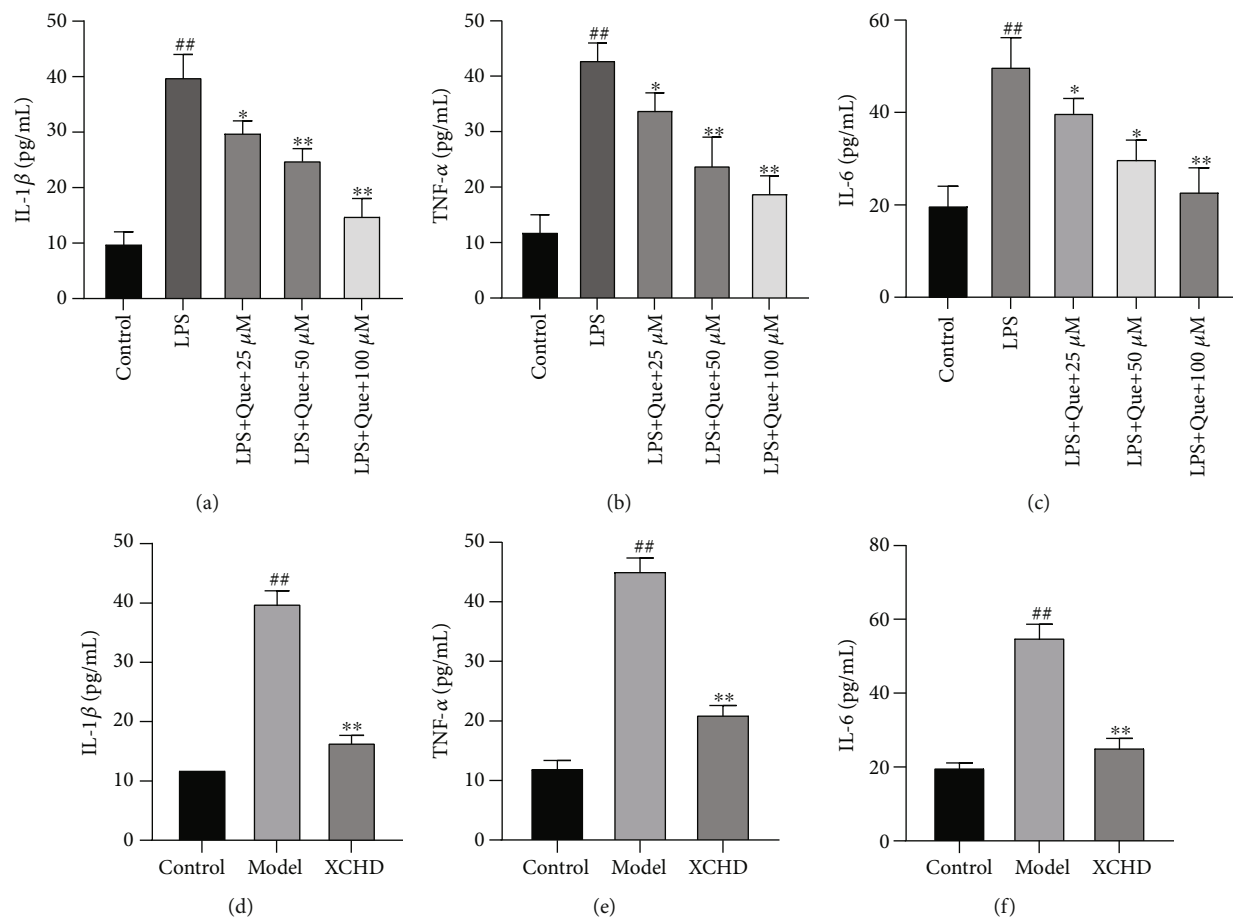 50
40
30
20
10
0
IL-1β (pg/mL)
##
*
**
**
Control
LPS
LPS+Que+25 μM
LPS+Que+50 μM
LPS+Que+100 μM
(a)
50
40
30
20
10
0
TNF-α (pg/mL)
##
*
**
**
Control
LPS
LPS+Que+25 μM
LPS+Que+50 μM
LPS+Que+100 μM
(b)
60
40
20
0
IL-6 (pg/mL)
##
*
*
**
Control
LPS
LPS+Que+25 μM
LPS+Que+50 μM
LPS+Que+100 μM
(c)
50
40
30
20
10
0
IL-1β (pg/mL)
##
**
Control Model XCHD
(d)
50
40
30
20
10
0
TNF-α (pg/mL)
##
**
Control Model XCHD
(e)
80
60
40
20
0
IL-6 (pg/mL)
##
**
Control Model XCHD
(f)